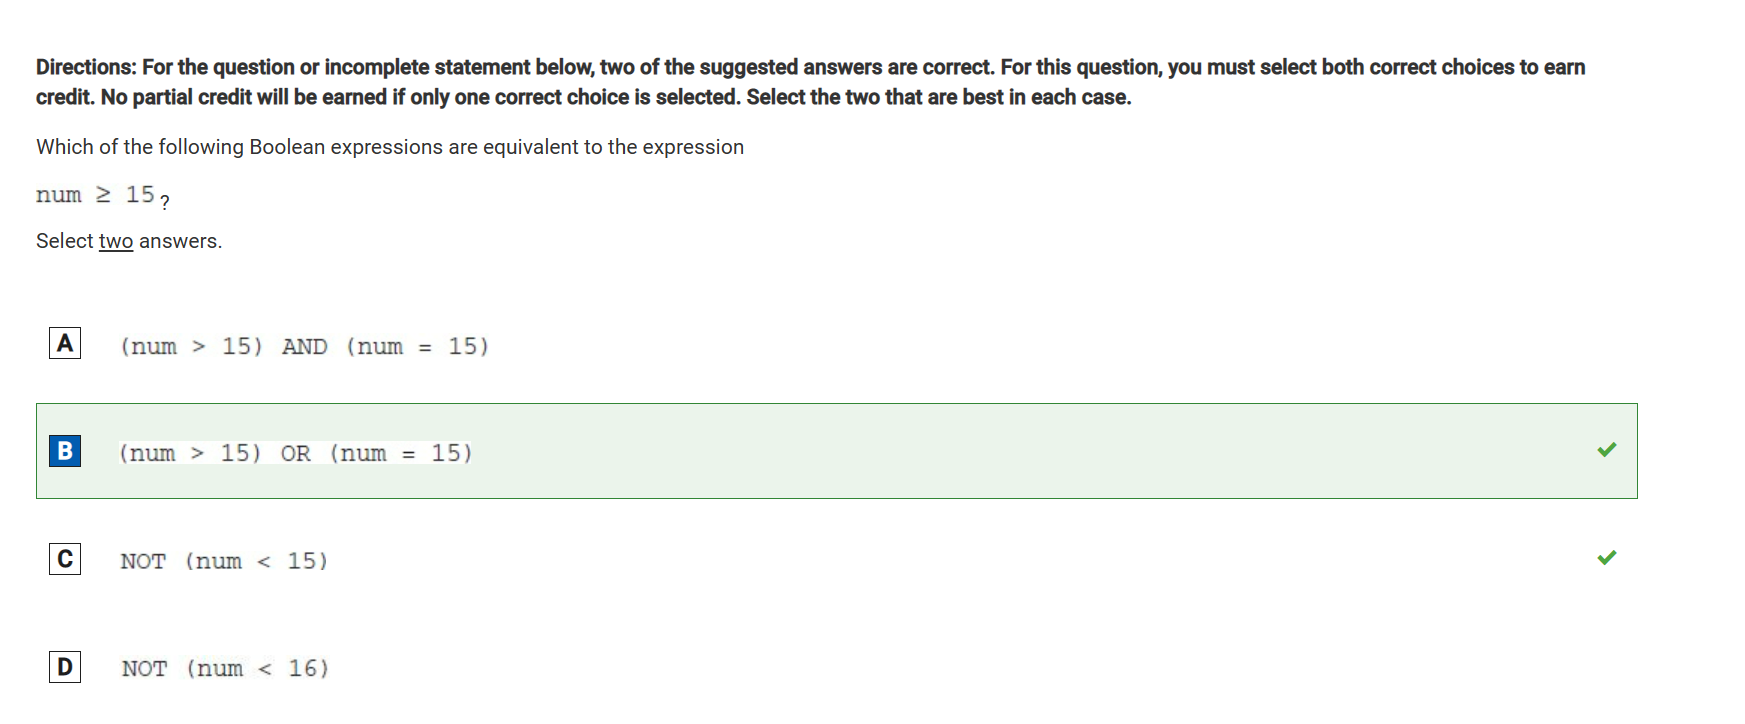 Directions: For the question or incomplete statement below, two of the suggested answers are correct. For this question, you must select both correct choices to earn
credit. No partial credit will be earned if only one correct choice is selected. Select the two that are best in each case.
Which of the following Boolean expressions are equivalent to the expression
num ≥ 15?
Select two answers.
A (num > 15) AND (num = 15)
B (num > 15) OR (num = 15)
C NOT (num < 15)
D NOT (num < 16)